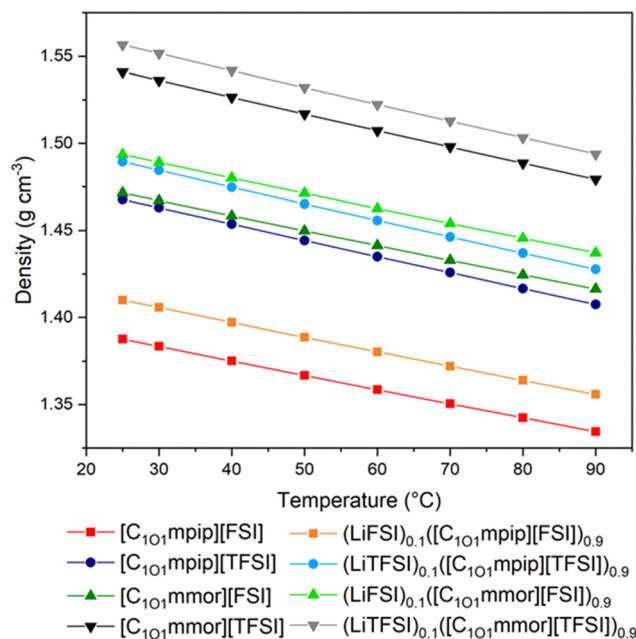 1.55
1.50
1.45
1.40
1.35
Density (g cm⁻³)
20 30 40 50 60 70 80 90
Temperature (°C)
[C₁O₁mpip][FSI] (LiFSI)₀.₁([C₁O₁mpip][FSI])₀.₉
[C₁O₁mpip][TFSI] (LiTFSI)₀.₁([C₁O₁mpip][TFSI])₀.₉
[C₁O₁mmor][FSI] (LiFSI)₀.₁([C₁O₁mmor][FSI])₀.₉
[C₁O₁mmor][TFSI] (LiTFSI)₀.₁([C₁O₁mmor][TFSI])₀.₉